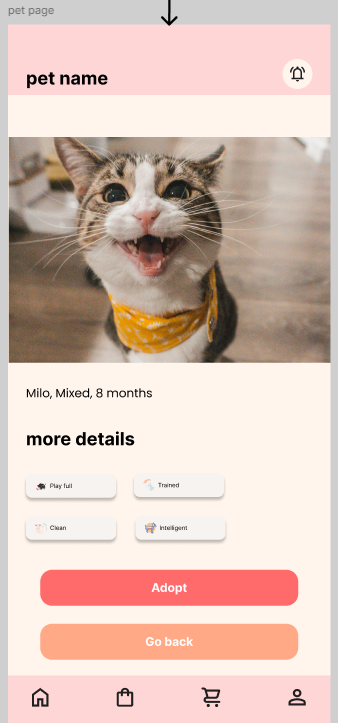 pet page
pet name
Milo, Mixed, 8 months
more details
Play full
Trained
Clean
Intelligent
Adopt
Go back